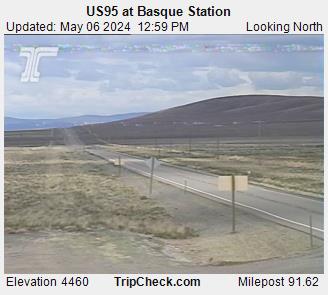 US95 at Basque Station
Updated: May 06 2024 12:59 PM Looking North
Elevation 4460 TripCheck.com Milepost 91.62